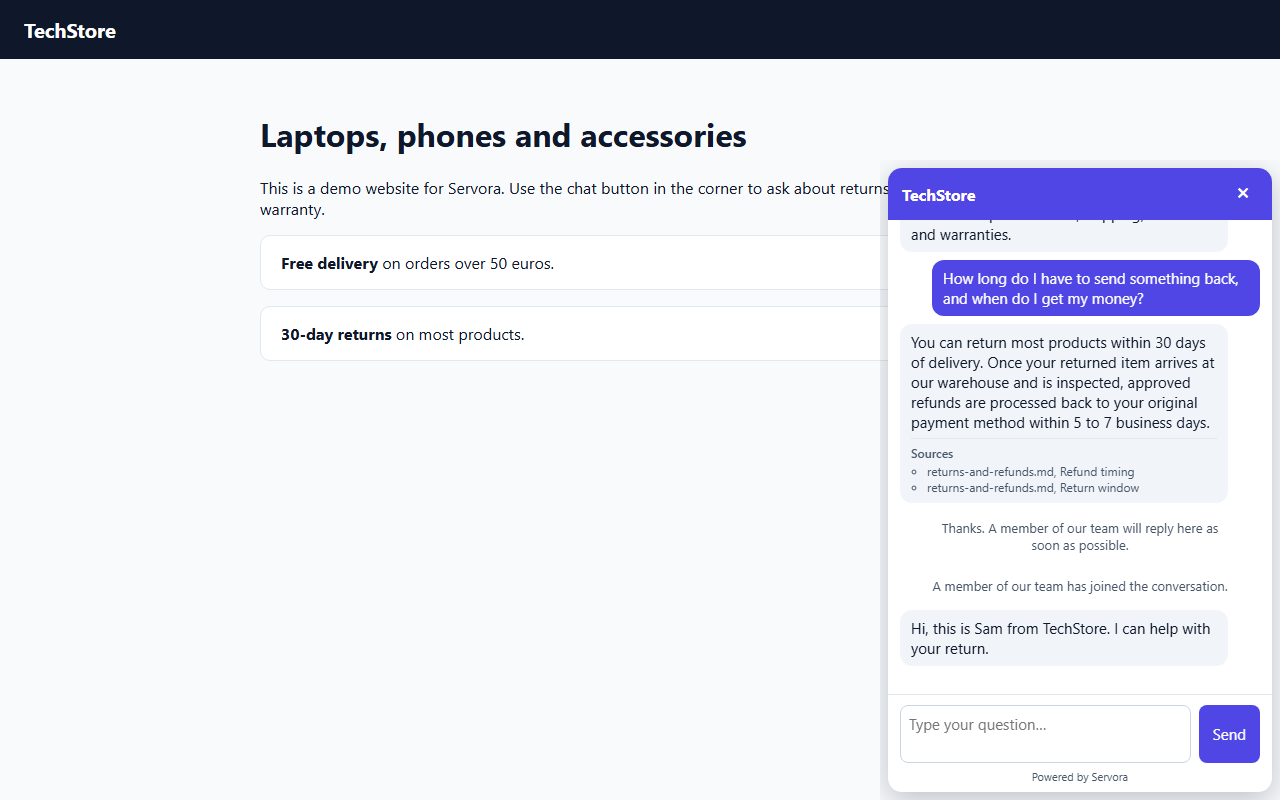 TechStore
Laptops, phones and accessories
This is a demo website for Servora. Use the chat button in the corner to ask about returns
warranty.
Free delivery on orders over 50 euros.
30-day returns on most products.
TechStore
✕
and warranties.
How long do I have to send something back,
and when do I get my money?
You can return most products within 30 days
of delivery. Once your returned item arrives at
our warehouse and is inspected, approved
refunds are processed back to your original
payment method within 5 to 7 business days.
Sources
returns-and-refunds.md, Refund timing
returns-and-refunds.md, Return window
Thanks. A member of our team will reply here as
soon as possible.
A member of our team has joined the conversation.
Hi, this is Sam from TechStore. I can help with
your return.
Type your question...
Send
Powered by Servora